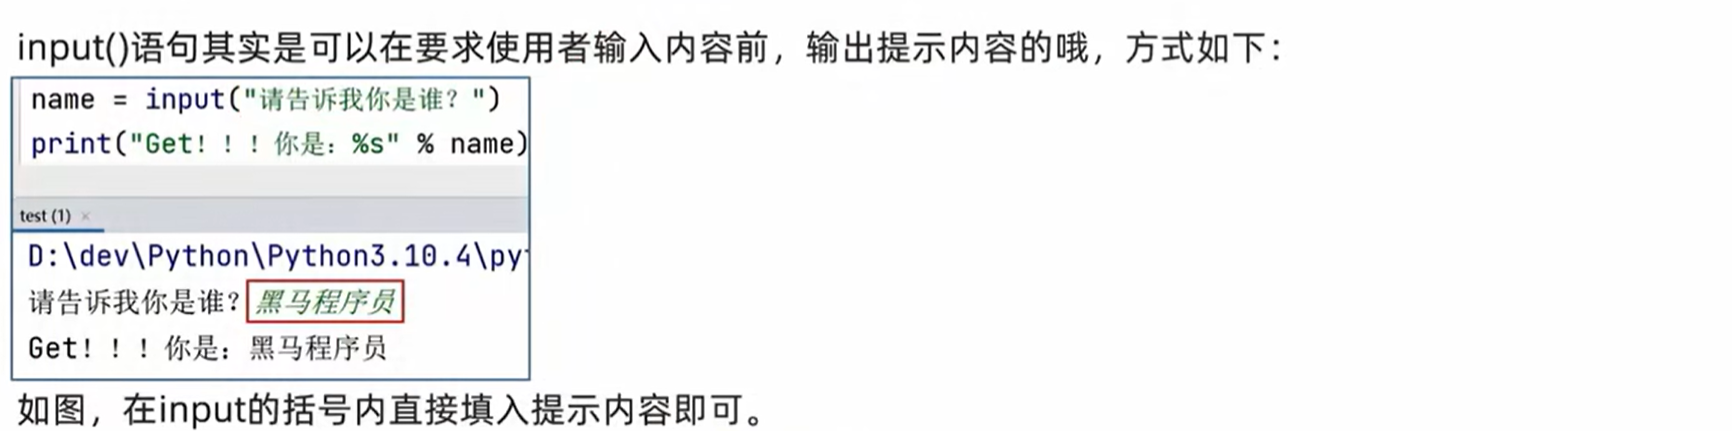 input()语句其实是可以在要求使用者输入内容前，输出提示内容的哦，方式如下：
name = input("请告诉我你是谁？")
print("Get！！！你是：%s" % name)
test (1) ×
D:\dev\Python\Python3.10.4\py
请告诉我你是谁？黑马程序员
Get！！！你是：黑马程序员
如图，在input的括号内直接填入提示内容即可。